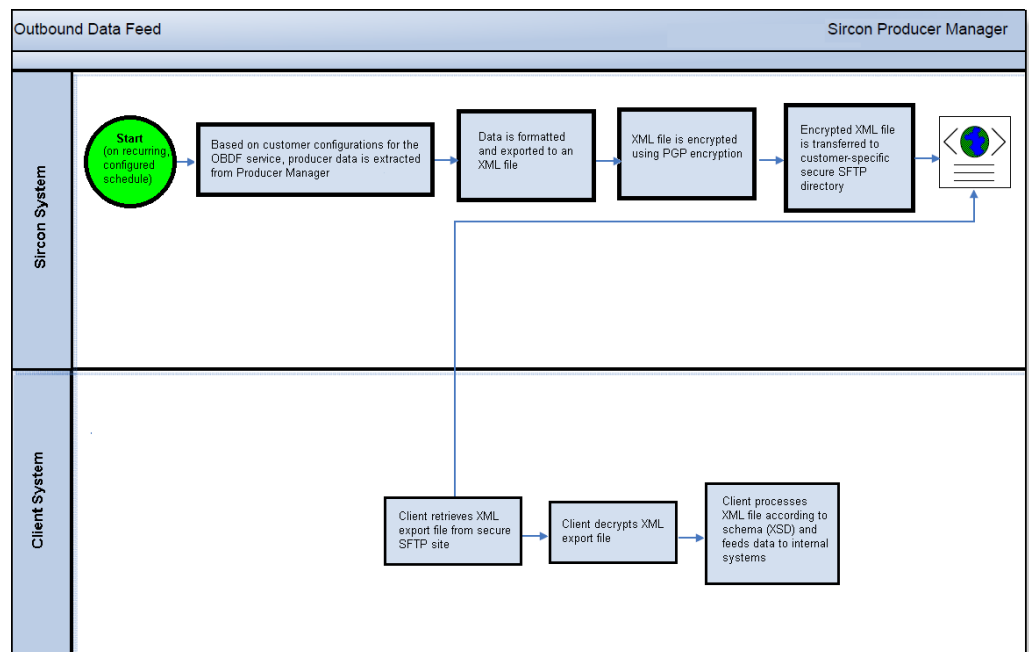 Outbound Data Feed
Sircon Producer Manager
Sircon System
Start
(on recurring,
configured
schedule)
Based on customer configurations for the
OBDF service, producer data is extracted
from Producer Manager
Data is formatted
and exported to an
XML file
XML file is encrypted
using PGP encryption
Encrypted XML file
is transferred to
customer-specific
secure SFTP
directory
Client System
Client retrieves XML
export file from secure
SFTP site
Client decrypts XML
export file
Client processes
XML file according to
schema (XSD) and
feeds data to internal
systems